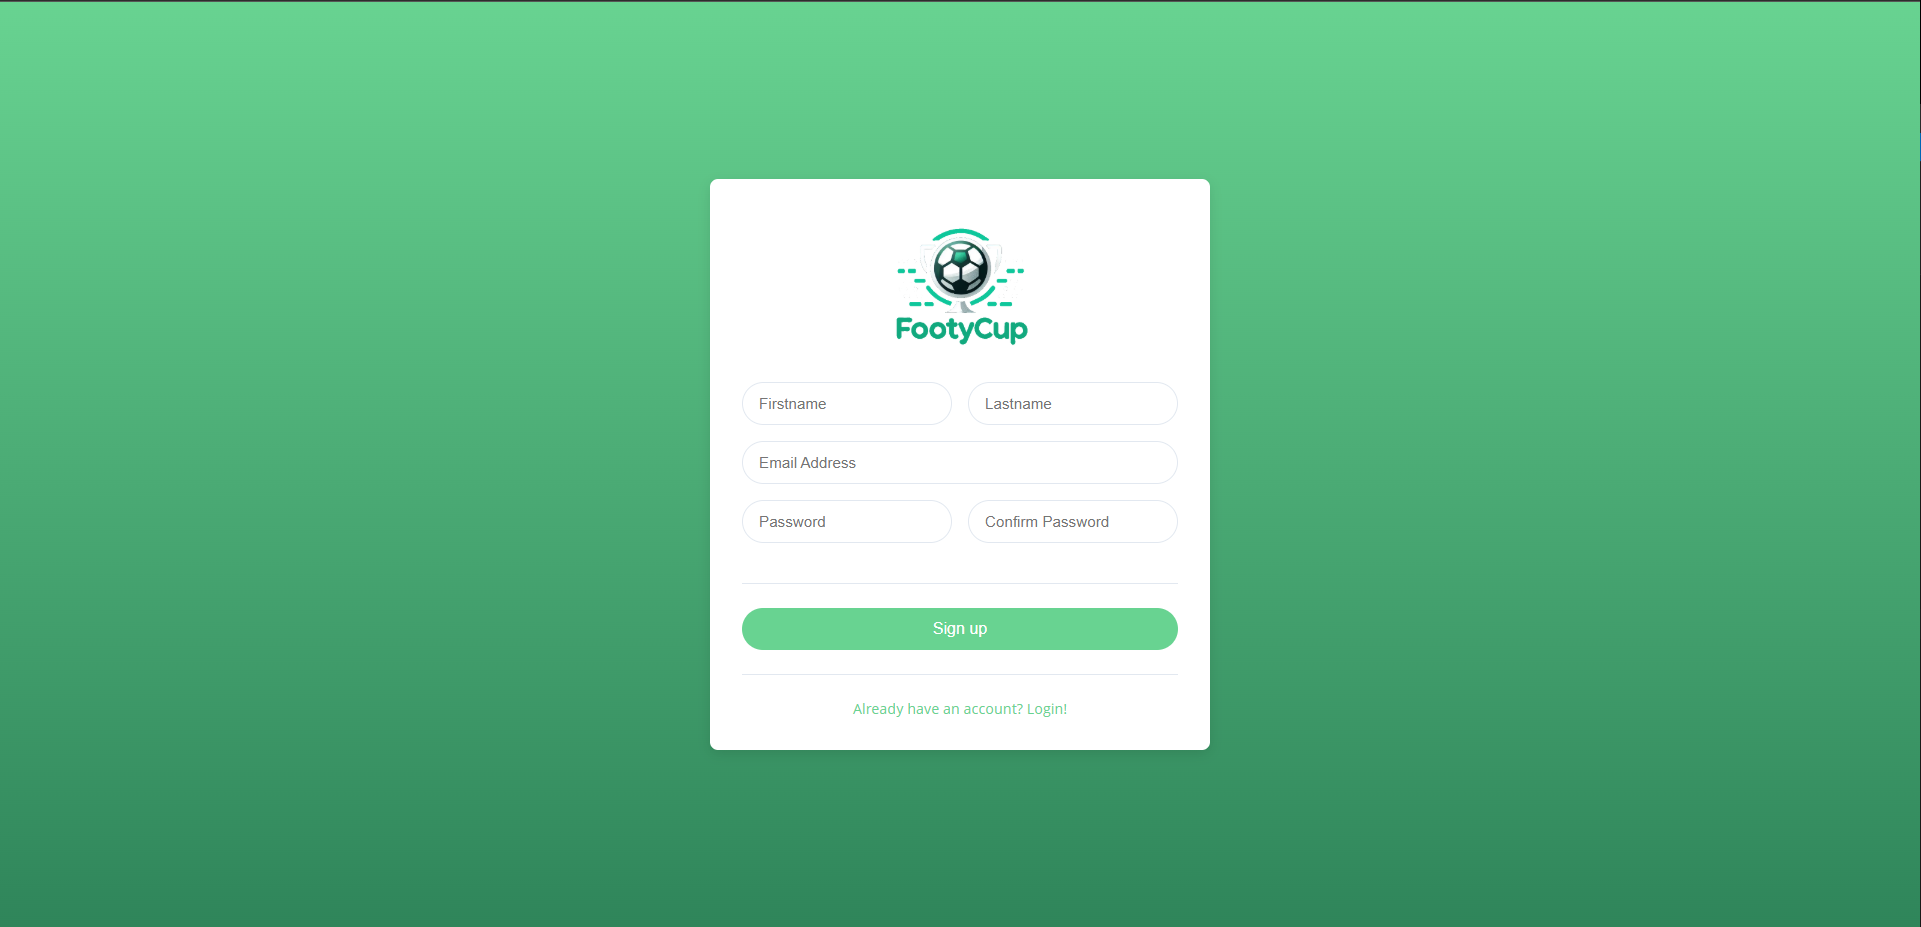 FootyCup
Firstname Lastname
Email Address
Password Confirm Password
Sign up
Already have an account? Login!